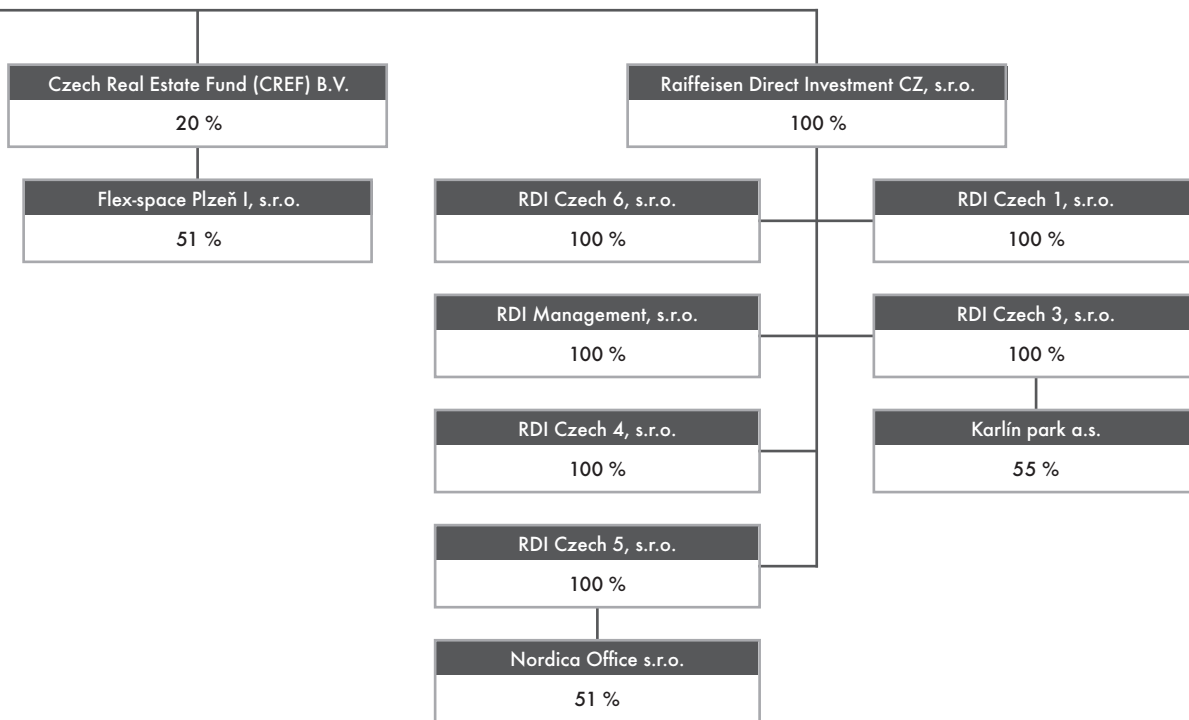 Czech Real Estate Fund (CREF) B.V.
20 %
Raiffeisen Direct Investment CZ, s.r.o.
100 %
Flex-space Plzeň I, s.r.o.
51 %
RDI Czech 6, s.r.o.
100 %
RDI Czech 1, s.r.o.
100 %
RDI Management, s.r.o.
100 %
RDI Czech 3, s.r.o.
100 %
RDI Czech 4, s.r.o.
100 %
Karlín park a.s.
55 %
RDI Czech 5, s.r.o.
100 %
Nordica Office s.r.o.
51 %